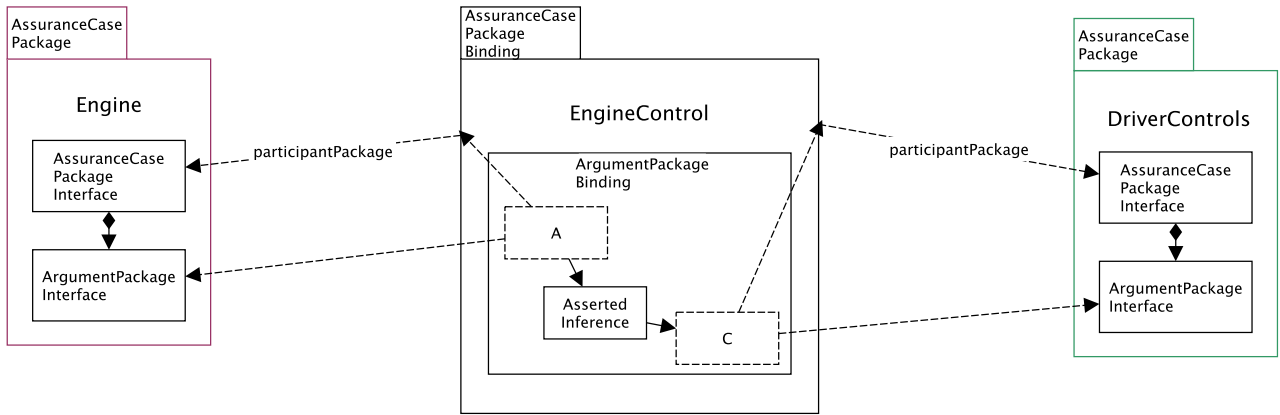 AssuranceCase
Package
Engine
AssuranceCase
Package
Interface
ArgumentPackage
Interface
participantPackage
AssuranceCase
Package
Binding
EngineControl
ArgumentPackage
Binding
A
Asserted
Inference
C
participantPackage
AssuranceCase
Package
DriverControls
AssuranceCase
Package
Interface
ArgumentPackage
Interface